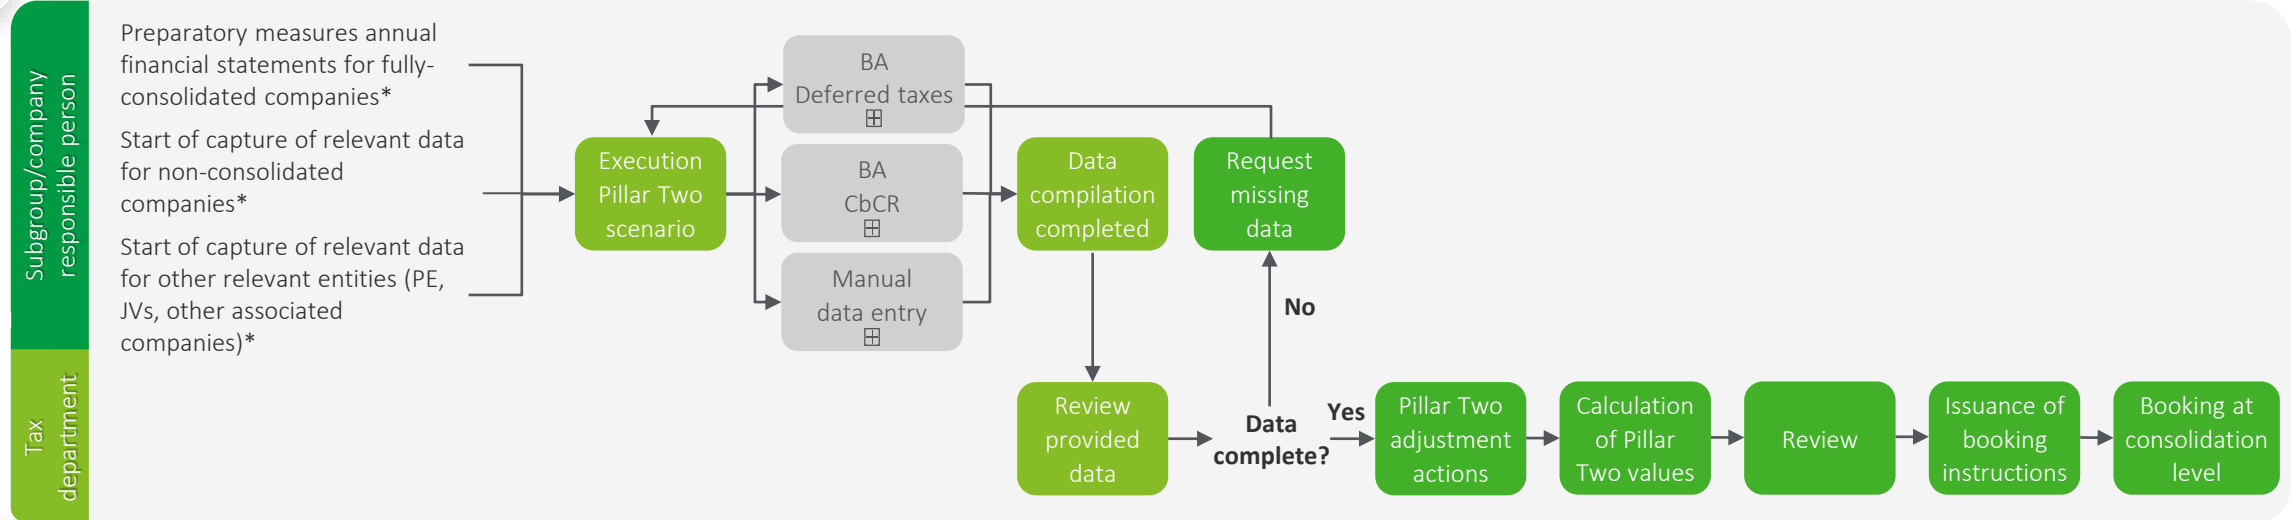 Subgroup/company
responsible person
Preparatory measures annual
financial statements for fully-
consolidated companies*
Start of capture of relevant data
for non-consolidated
companies*
Start of capture of relevant data
for other relevant entities (PE,
JVs, other associated
companies)*
Execution
Pillar Two
scenario
BA
Deferred taxes
BA
CbCR
Manual
data entry
Data
compilation
completed
Request
missing
data
No
Tax
department
Review
provided
data
Data
complete?
Yes
Pillar Two
adjustment
actions
Calculation
of Pillar
Two values
Review
Issuance of
booking
instructions
Booking at
consolidation
level